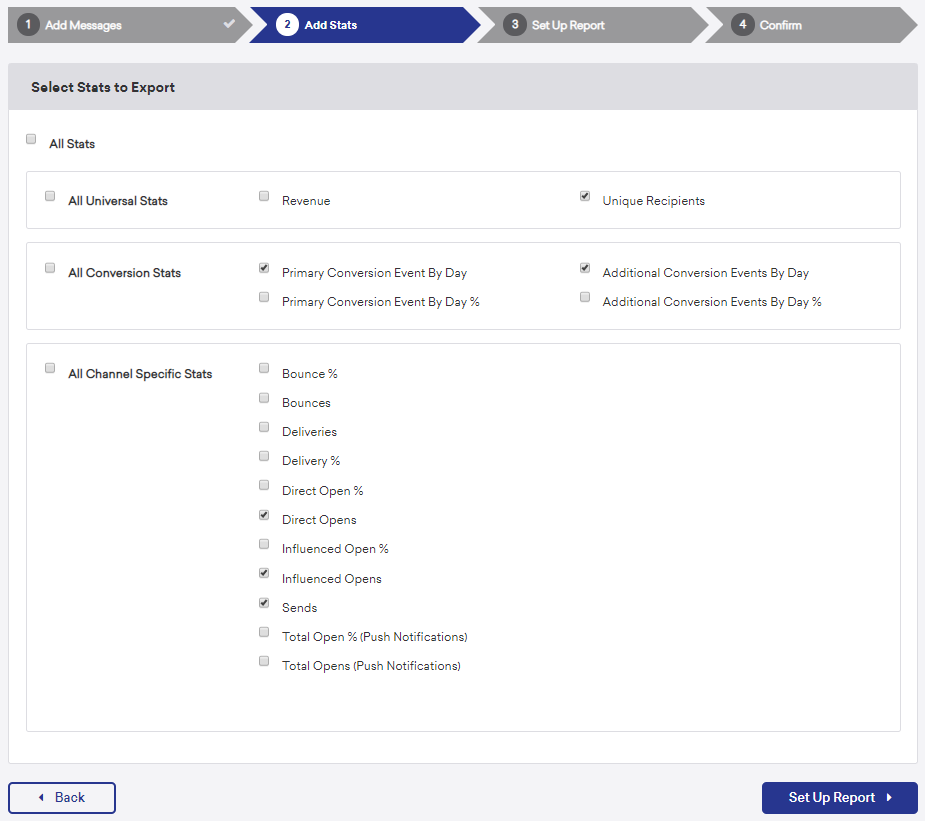 1 Add Messages
2 Add Stats
3 Set Up Report
4 Confirm
Select Stats to Export
All Stats
All Universal Stats Revenue Unique Recipients
All Conversion Stats Primary Conversion Event By Day Additional Conversion Events By Day
Primary Conversion Event By Day % Additional Conversion Events By Day %
All Channel Specific Stats Bounce %
Bounces
Deliveries
Delivery %
Direct Open %
Direct Opens
Influenced Open %
Influenced Opens
Sends
Total Open % (Push Notifications)
Total Opens (Push Notifications)
Back
Set Up Report